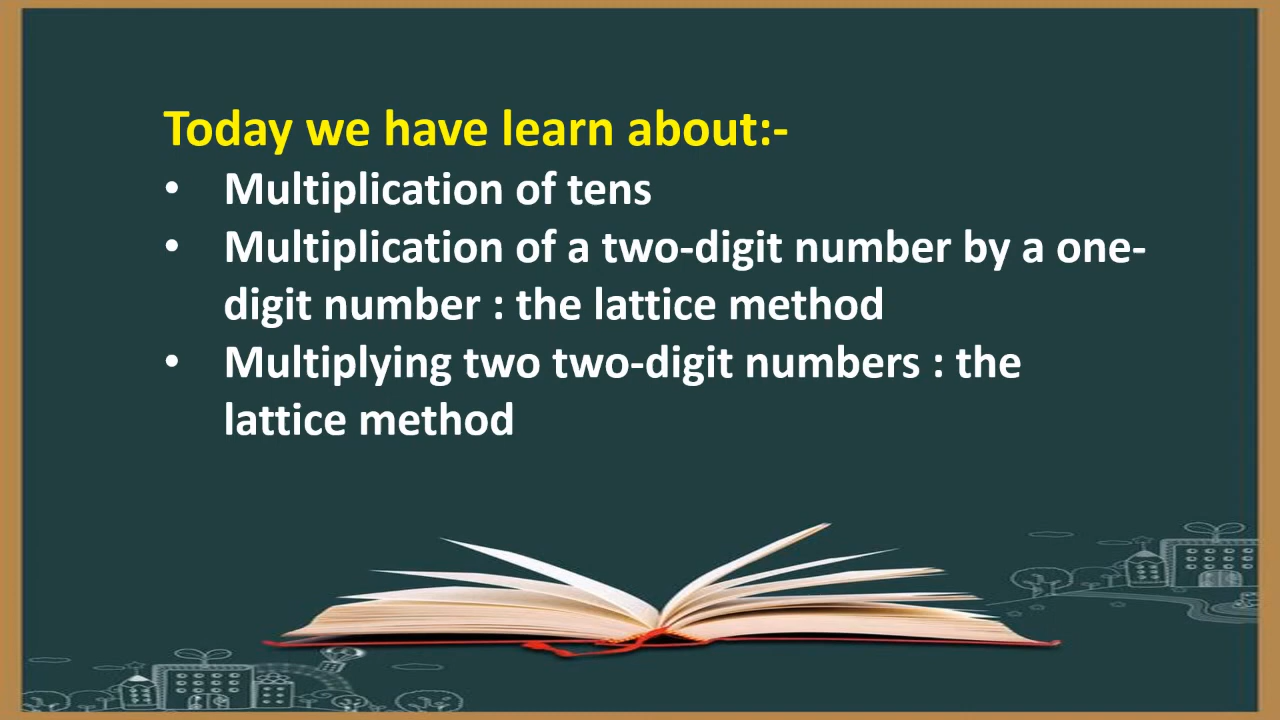 Today we have learn about:-
• Multiplication of tens
• Multiplication of a two-digit number by a one-
digit number : the lattice method
• Multiplying two two-digit numbers : the
lattice method